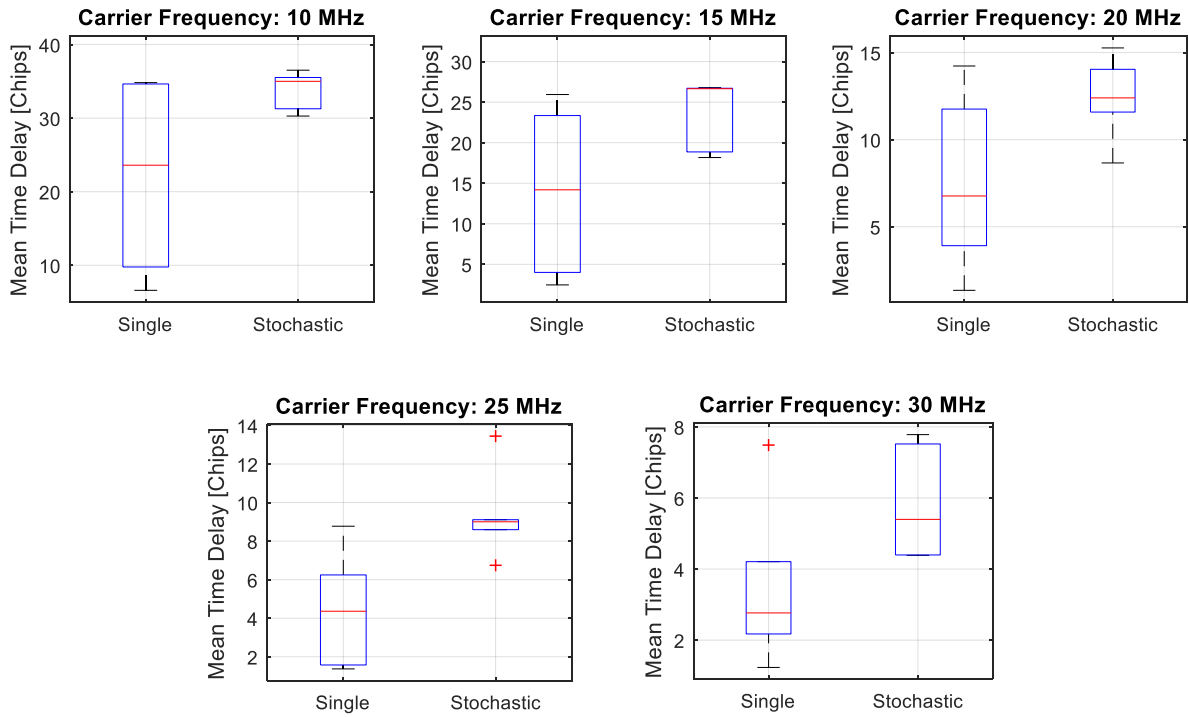 Carrier Frequency: 10 MHz
Mean Time Delay [Chips]
40
30
20
10
Single Stochastic
Carrier Frequency: 15 MHz
Mean Time Delay [Chips]
30
25
20
15
10
5
Single Stochastic
Carrier Frequency: 20 MHz
Mean Time Delay [Chips]
15
10
5
Single Stochastic
Carrier Frequency: 25 MHz
Mean Time Delay [Chips]
14
12
10
8
6
4
2
Single Stochastic
Carrier Frequency: 30 MHz
Mean Time Delay [Chips]
8
6
4
2
Single Stochastic